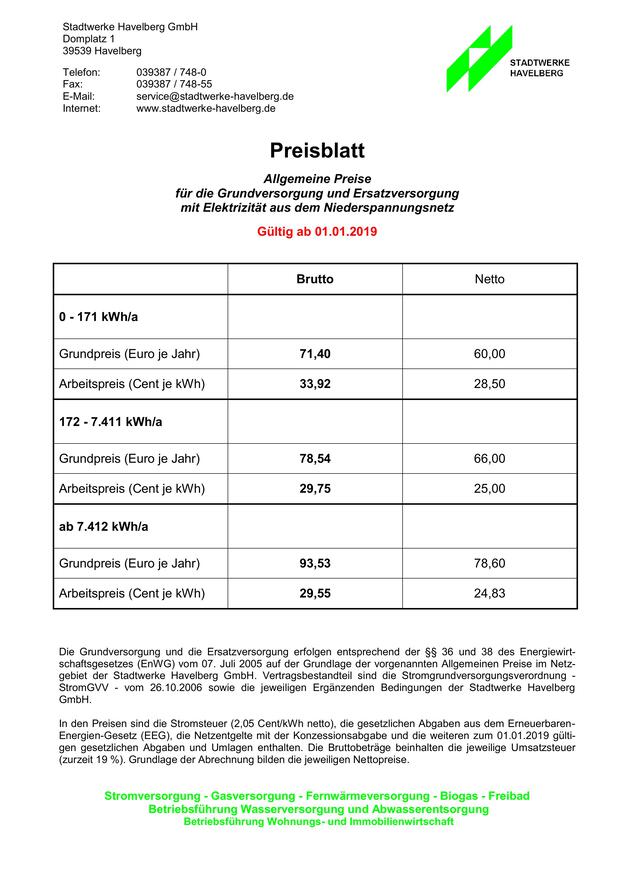 Stadtwerke Havelberg GmbH
Domplatz 1
39539 Havelberg
Telefon: 039387 / 748-0
Fax: 039387 / 748-55
E-Mail: service@stadtwerke-havelberg.de
Internet: www.stadtwerke-havelberg.de
STADTWERKE
HAVELBERG
Preisblatt
Allgemeine Preise
für die Grundversorgung und Ersatzversorgung
mit Elektrizität aus dem Niederspannungsnetz
Gültig ab 01.01.2019
Brutto Netto
0 - 171 kWh/a
Grundpreis (Euro je Jahr) 71,40 60,00
Arbeitspreis (Cent je kWh) 33,92 28,50
172 - 7.411 kWh/a
Grundpreis (Euro je Jahr) 78,54 66,00
Arbeitspreis (Cent je kWh) 29,75 25,00
ab 7.412 kWh/a
Grundpreis (Euro je Jahr) 93,53 78,60
Arbeitspreis (Cent je kWh) 29,55 24,83
Die Grundversorgung und die Ersatzversorgung erfolgen entsprechend der §§ 36 und 38 des Energiewirt-
schaftsgesetzes (EnWG) vom 07. Juli 2005 auf der Grundlage der vorgenannten Allgemeinen Preise im Netz-
gebiet der Stadtwerke Havelberg GmbH. Vertragsbestandteil sind die Stromgrundversorgungsverordnung -
StromGVV - vom 26.10.2006 sowie die jeweiligen Ergänzenden Bedingungen der Stadtwerke Havelberg
GmbH.
In den Preisen sind die Stromsteuer (2,05 Cent/kWh netto), die gesetzlichen Abgaben aus dem Erneuerbaren-
Energien-Gesetz (EEG), die Netzentgelte mit der Konzessionsabgabe und die weiteren zum 01.01.2019 gülti-
gen gesetzlichen Abgaben und Umlagen enthalten. Die Bruttobeträge beinhalten die jeweilige Umsatzsteuer
(zurzeit 19 %). Grundlage der Abrechnung bilden die jeweiligen Nettopreise.
Stromversorgung - Gasversorgung - Fernwärmeversorgung - Biogas - Freibad
Betriebsführung Wasserversorgung und Abwasserentsorgung
Betriebsführung Wohnungs- und Immobilienwirtschaft